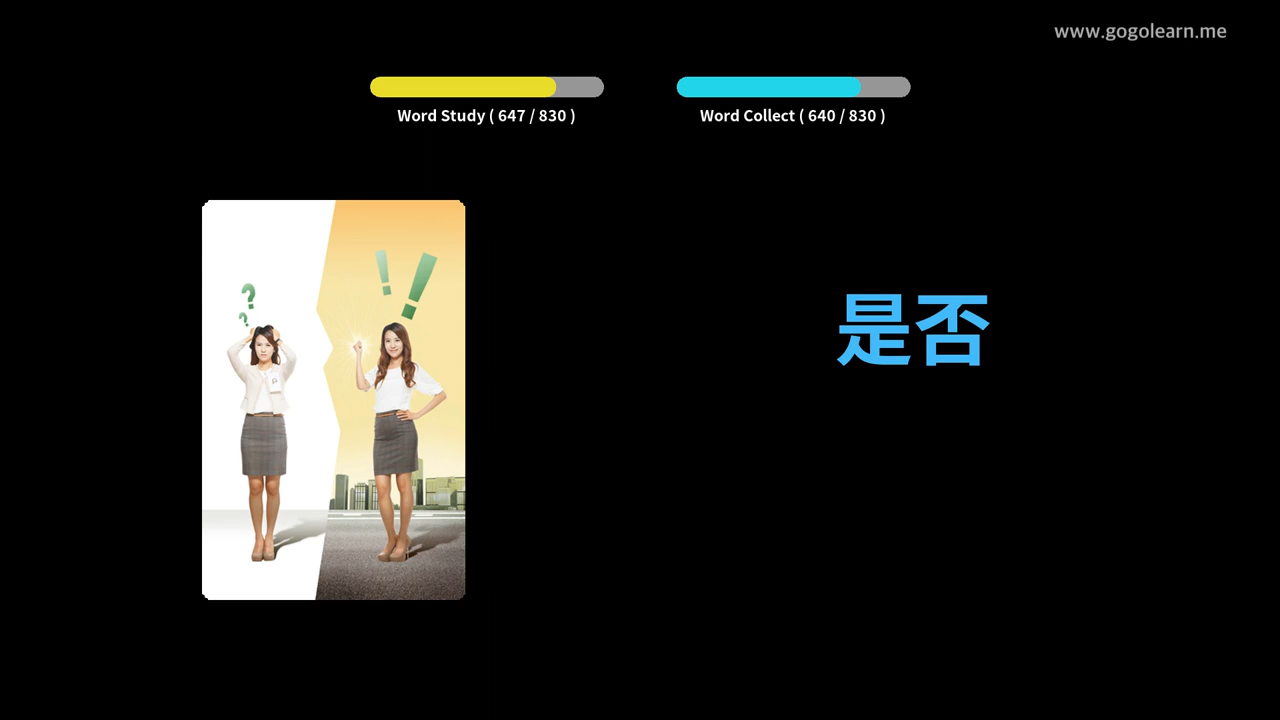 www.gogolearn.me
Word Study ( 647 / 830 )
Word Collect ( 640 / 830 )
? ?
! !
是否